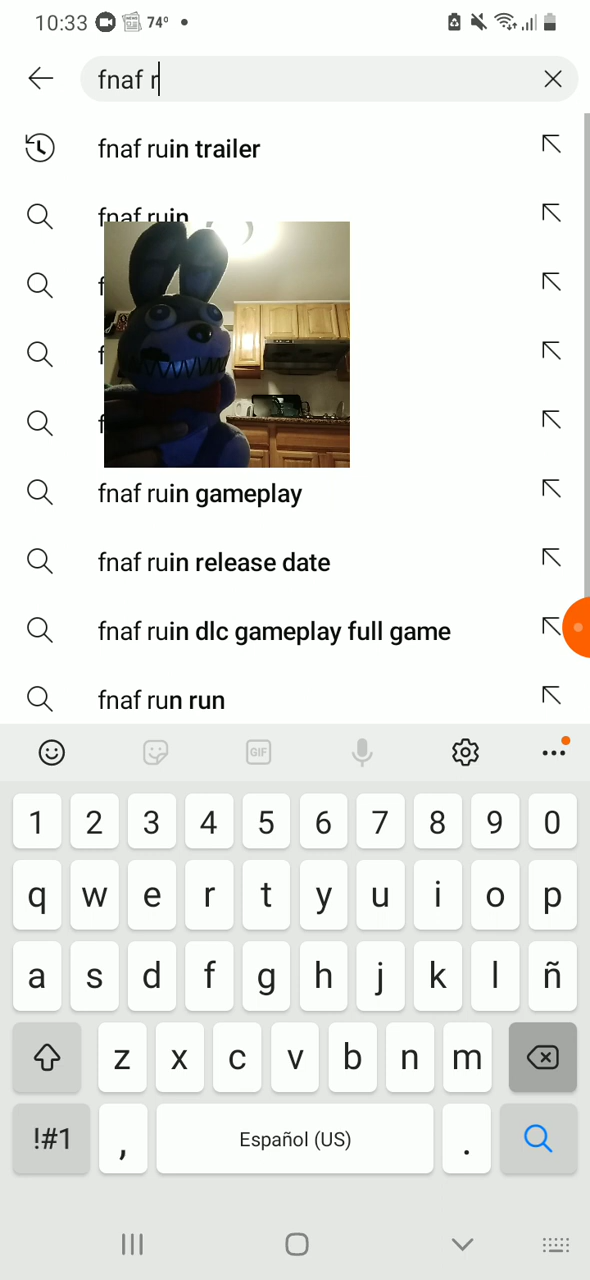 10:33 74°
fnaf r
fnaf ruin trailer
fnaf ruin
f
f
f
fnaf ruin gameplay
fnaf ruin release date
fnaf ruin dlc gameplay full game
fnaf run run
GIF
1 2 3 4 5 6 7 8 9 0
q w e r t y u i o p
a s d f g h j k l ñ
z x c v b n m
!#1 , Español (US) .